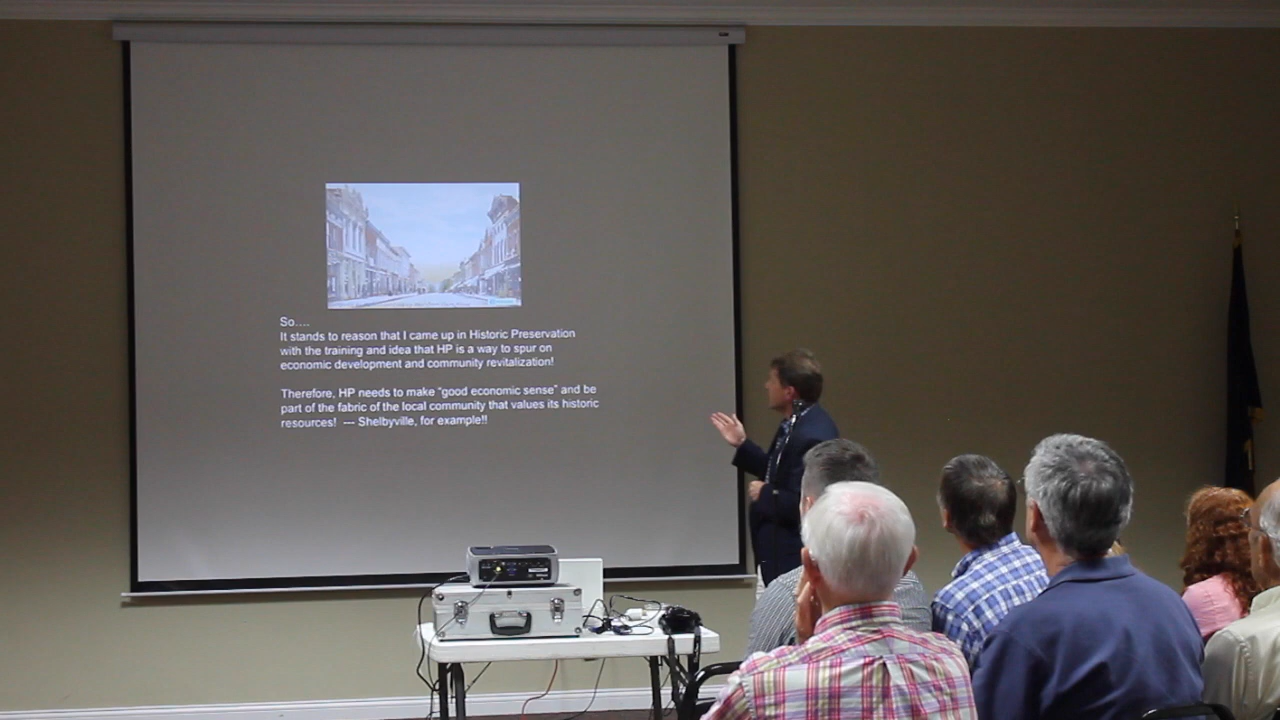 So....
It stands to reason that I came up in Historic Preservation
with the training and idea that HP is a way to spur on
economic development and community revitalization!
Therefore, HP needs to make “good economic sense” and be
part of the fabric of the local community that values its historic
resources!  --- Shelbyville, for example!!